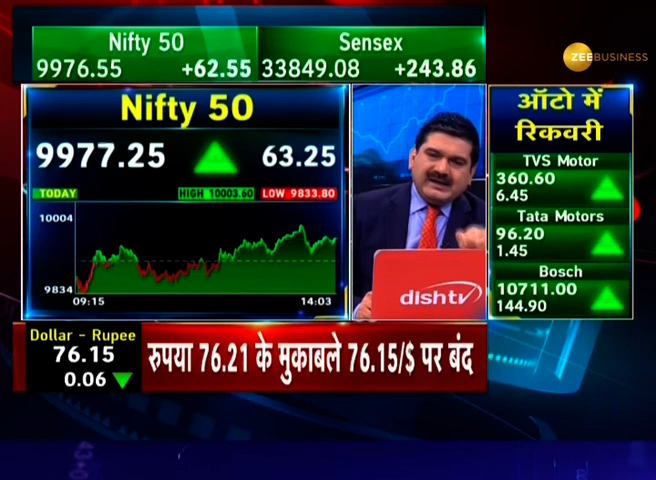 Nifty 50
9976.55 +62.55
Sensex
33849.08 +243.86
ZEEBUSINESS
Nifty 50
9977.25 63.25
TODAY HIGH 10003.60 LOW 9833.80
10004
9834
09:15 14:03
dishtv
ऑटो में
रिकवरी
TVS Motor
360.60
6.45
Tata Motors
96.20
1.45
Bosch
10711.00
144.90
Dollar - Rupee
76.15
0.06
रुपया 76.21 के मुकाबले 76.15/$ पर बंद